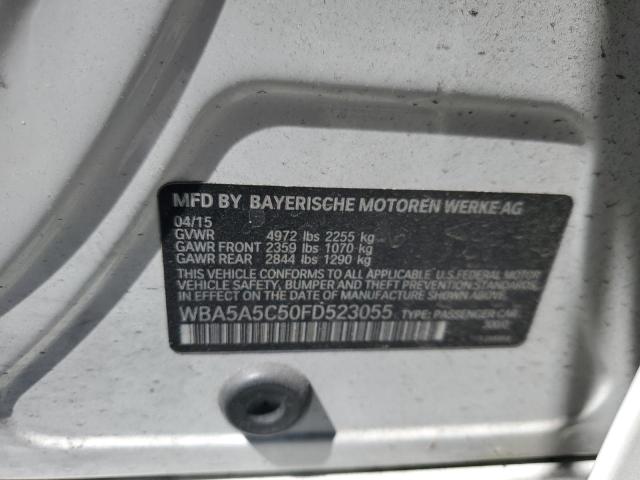 MFD BY BAYERISCHE MOTOREN WERKE AG
04/15
GVWR 4972 lbs 2255 kg
GAWR FRONT 2359 lbs 1070 kg
GAWR REAR 2844 lbs 1290 kg
THIS VEHICLE CONFORMS TO ALL APPLICABLE U.S. FEDERAL MOTOR
VEHICLE SAFETY, BUMPER AND THEFT PREVENTION STANDARDS
IN EFFECT ON THE DATE OF MANUFACTURE SHOWN ABOVE.
WBA5A5C50FD523055 TYPE: PASSENGER CAR